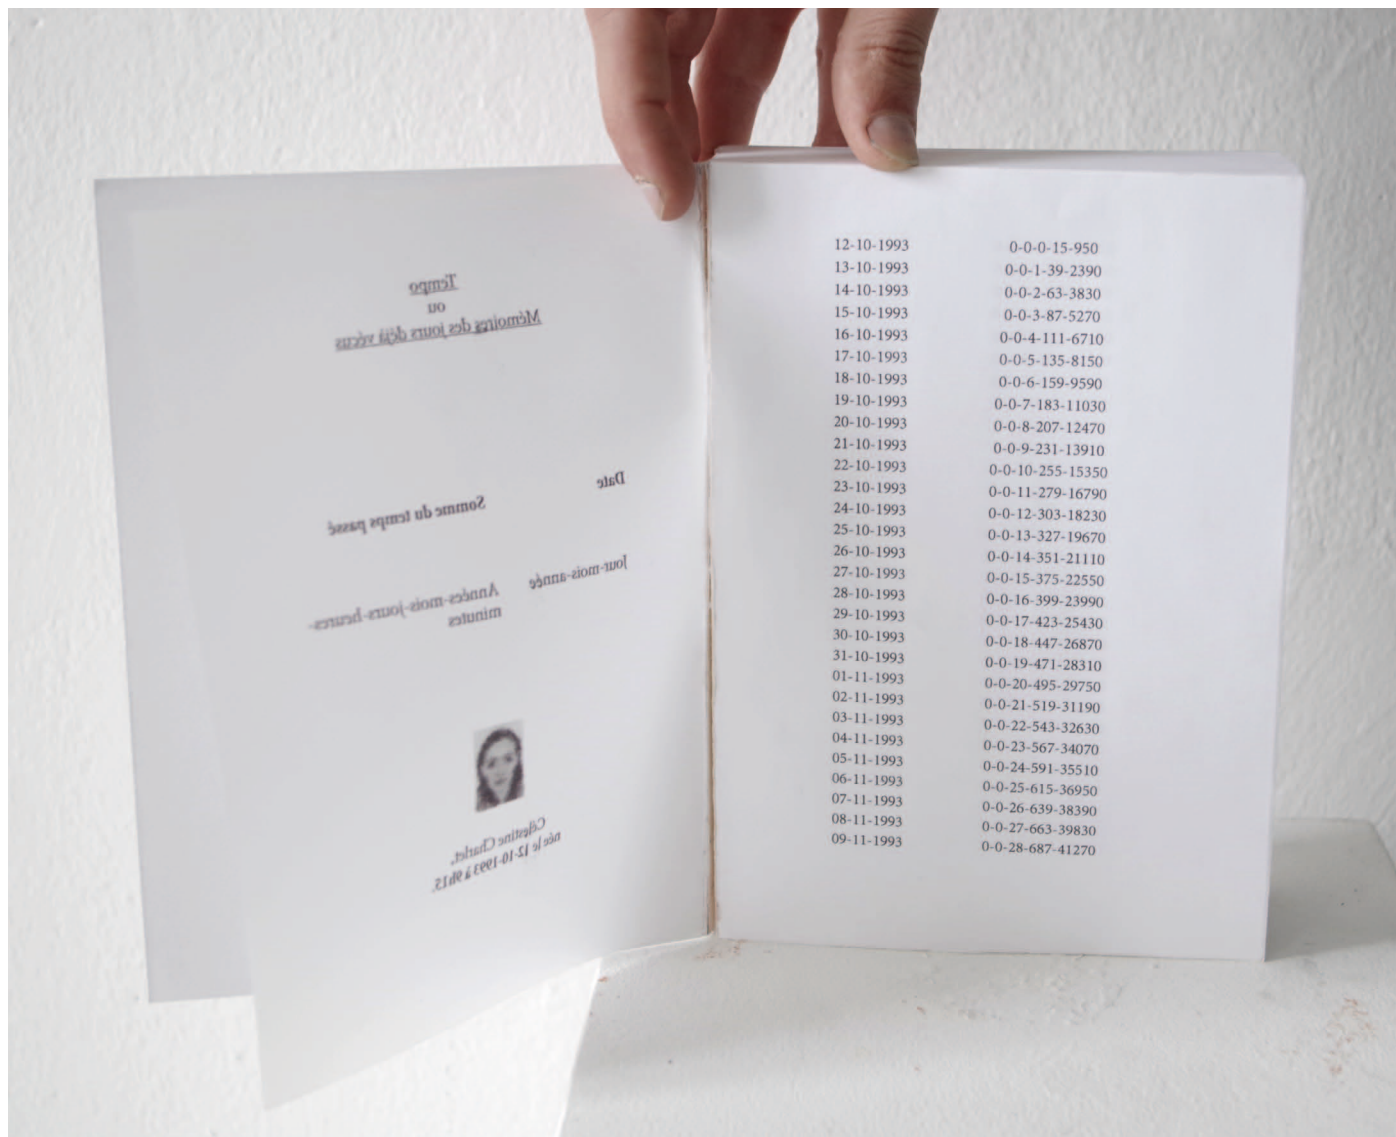 Tempo
ou
Mémoires des jours déjà vécus
Date
Somme du temps passé
Jour-mois-année
Années-mois-jours-heures-
minutes
Célestine Charlet,
née le 12-10-1993 à 9h15.
12-10-1993 0-0-0-15-950
13-10-1993 0-0-1-39-2390
14-10-1993 0-0-2-63-3830
15-10-1993 0-0-3-87-5270
16-10-1993 0-0-4-111-6710
17-10-1993 0-0-5-135-8150
18-10-1993 0-0-6-159-9590
19-10-1993 0-0-7-183-11030
20-10-1993 0-0-8-207-12470
21-10-1993 0-0-9-231-13910
22-10-1993 0-0-10-255-15350
23-10-1993 0-0-11-279-16790
24-10-1993 0-0-12-303-18230
25-10-1993 0-0-13-327-19670
26-10-1993 0-0-14-351-21110
27-10-1993 0-0-15-375-22550
28-10-1993 0-0-16-399-23990
29-10-1993 0-0-17-423-25430
30-10-1993 0-0-18-447-26870
31-10-1993 0-0-19-471-28310
01-11-1993 0-0-20-495-29750
02-11-1993 0-0-21-519-31190
03-11-1993 0-0-22-543-32630
04-11-1993 0-0-23-567-34070
05-11-1993 0-0-24-591-35510
06-11-1993 0-0-25-615-36950
07-11-1993 0-0-26-639-38390
08-11-1993 0-0-27-663-39830
09-11-1993 0-0-28-687-41270